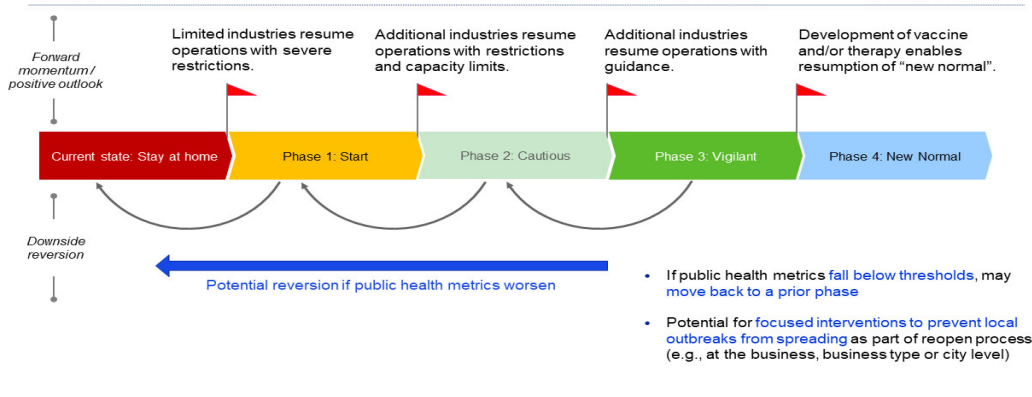 Forward
momentum /
positive outlook
Limited industries resume
operations with severe
restrictions.
Additional industries resume
operations with restrictions
and capacity limits.
Additional industries
resume operations with
guidance.
Development of vaccine
and/or therapy enables
resumption of “new normal”.
Current state: Stay at home
Phase 1: Start
Phase 2: Cautious
Phase 3: Vigilant
Phase 4: New Normal
Downside
reversion
Potential reversion if public health metrics worsen
• If public health metrics fall below thresholds, may
move back to a prior phase
• Potential for focused interventions to prevent local
outbreaks from spreading as part of reopen process
(e.g., at the business, business type or city level)